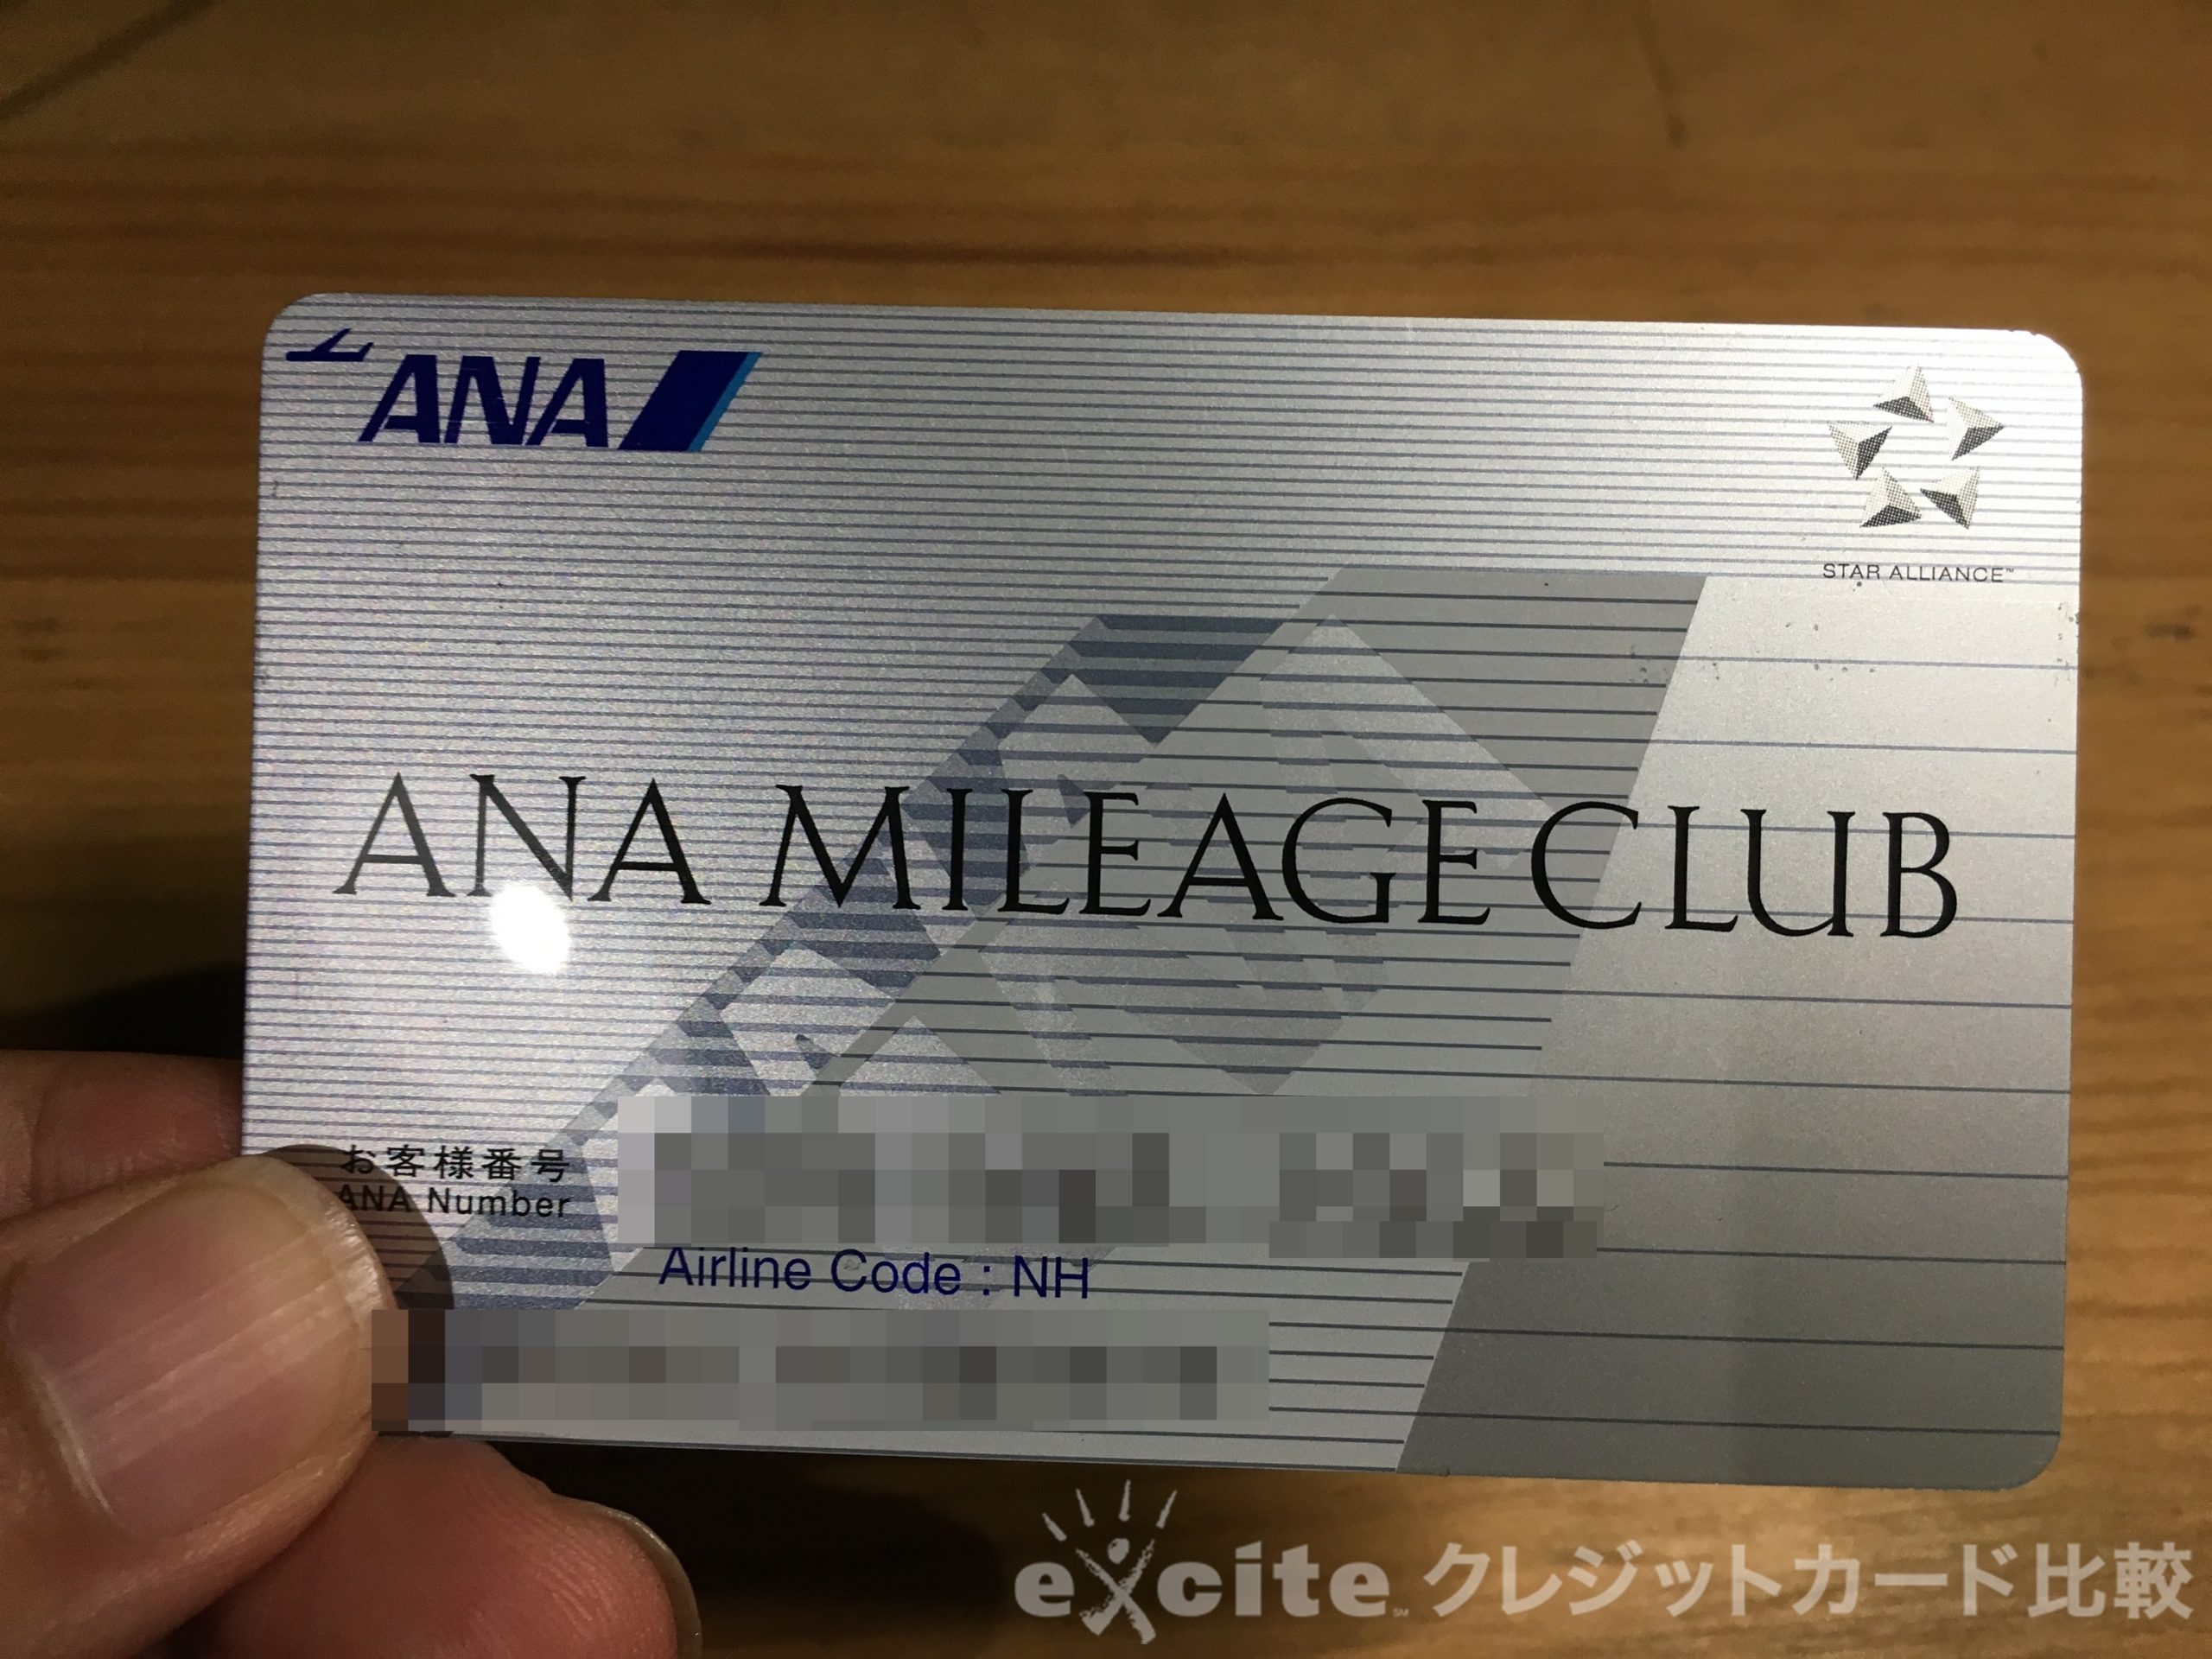 ANA
STAR ALLIANCE™
ANA MILEAGE CLUB
お客様番号
ANA Number
Airline Code : NH
excite クレジットカード比較